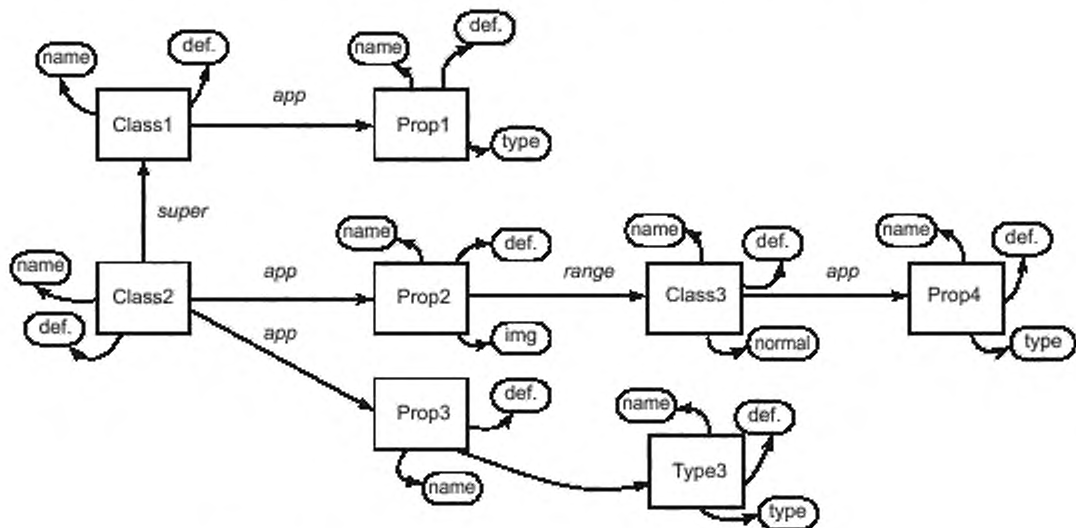 name
def.
name
def.
app
Class1
Prop1
type
super
name
def.
name
def.
name
def.
name
app
range
app
Class2
Prop2
Class3
Prop4
def.
app
img
normal
type
Prop3
def.
name
def.
Type3
name
type